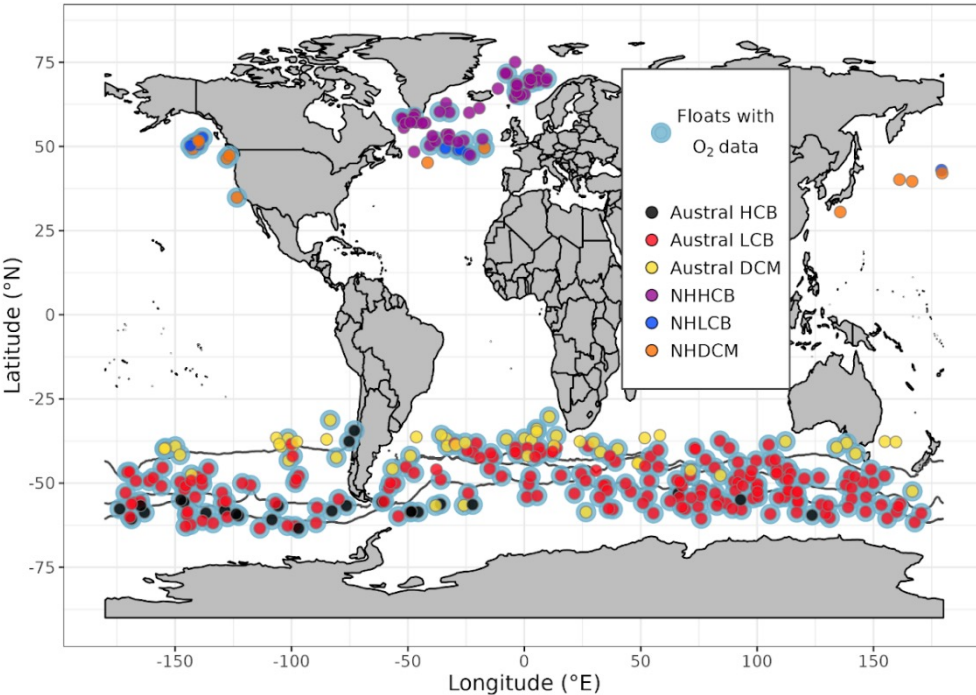 75
50
25
0
-25
-50
-75
Latitude (°N)
Floats with
O₂ data
Austral HCB
Austral LCB
Austral DCM
NHHCB
NHLCB
NHDCM
-150
-100
-50
0
50
100
150
Longitude (°E)